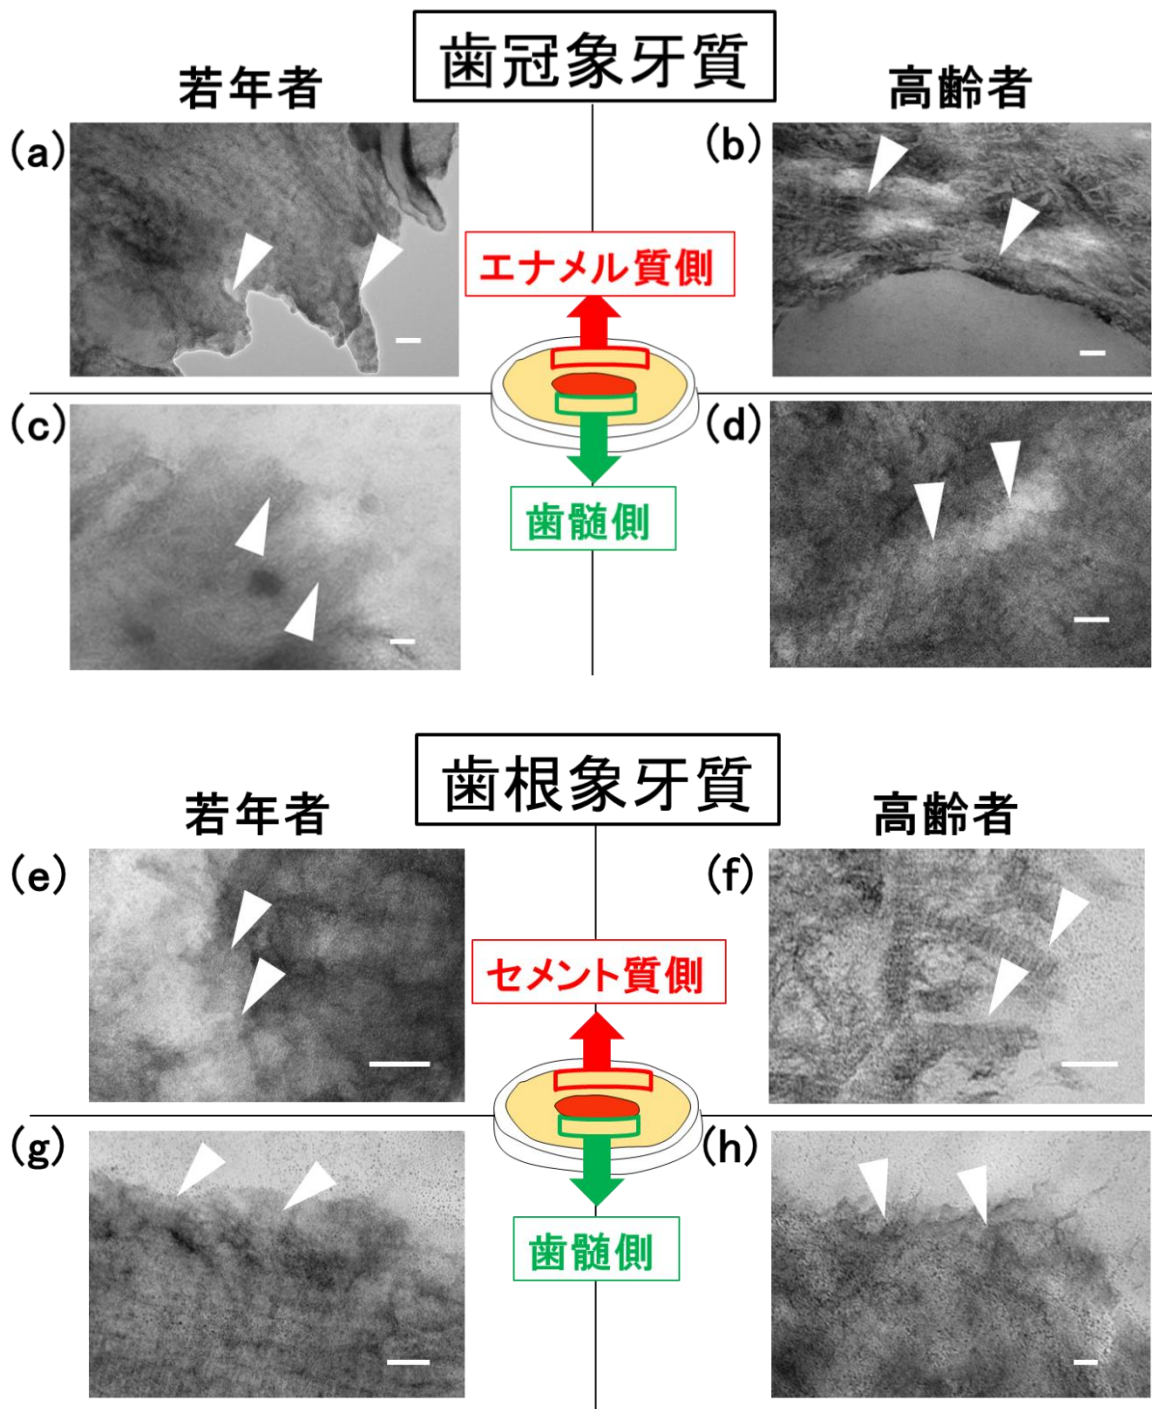 歯冠象牙質
若年者
高齢者
(a)
(b)
エナメル質側
(c)
(d)
歯髄側
歯根象牙質
若年者
高齢者
(e)
(f)
セメント質側
(g)
(h)
歯髄側